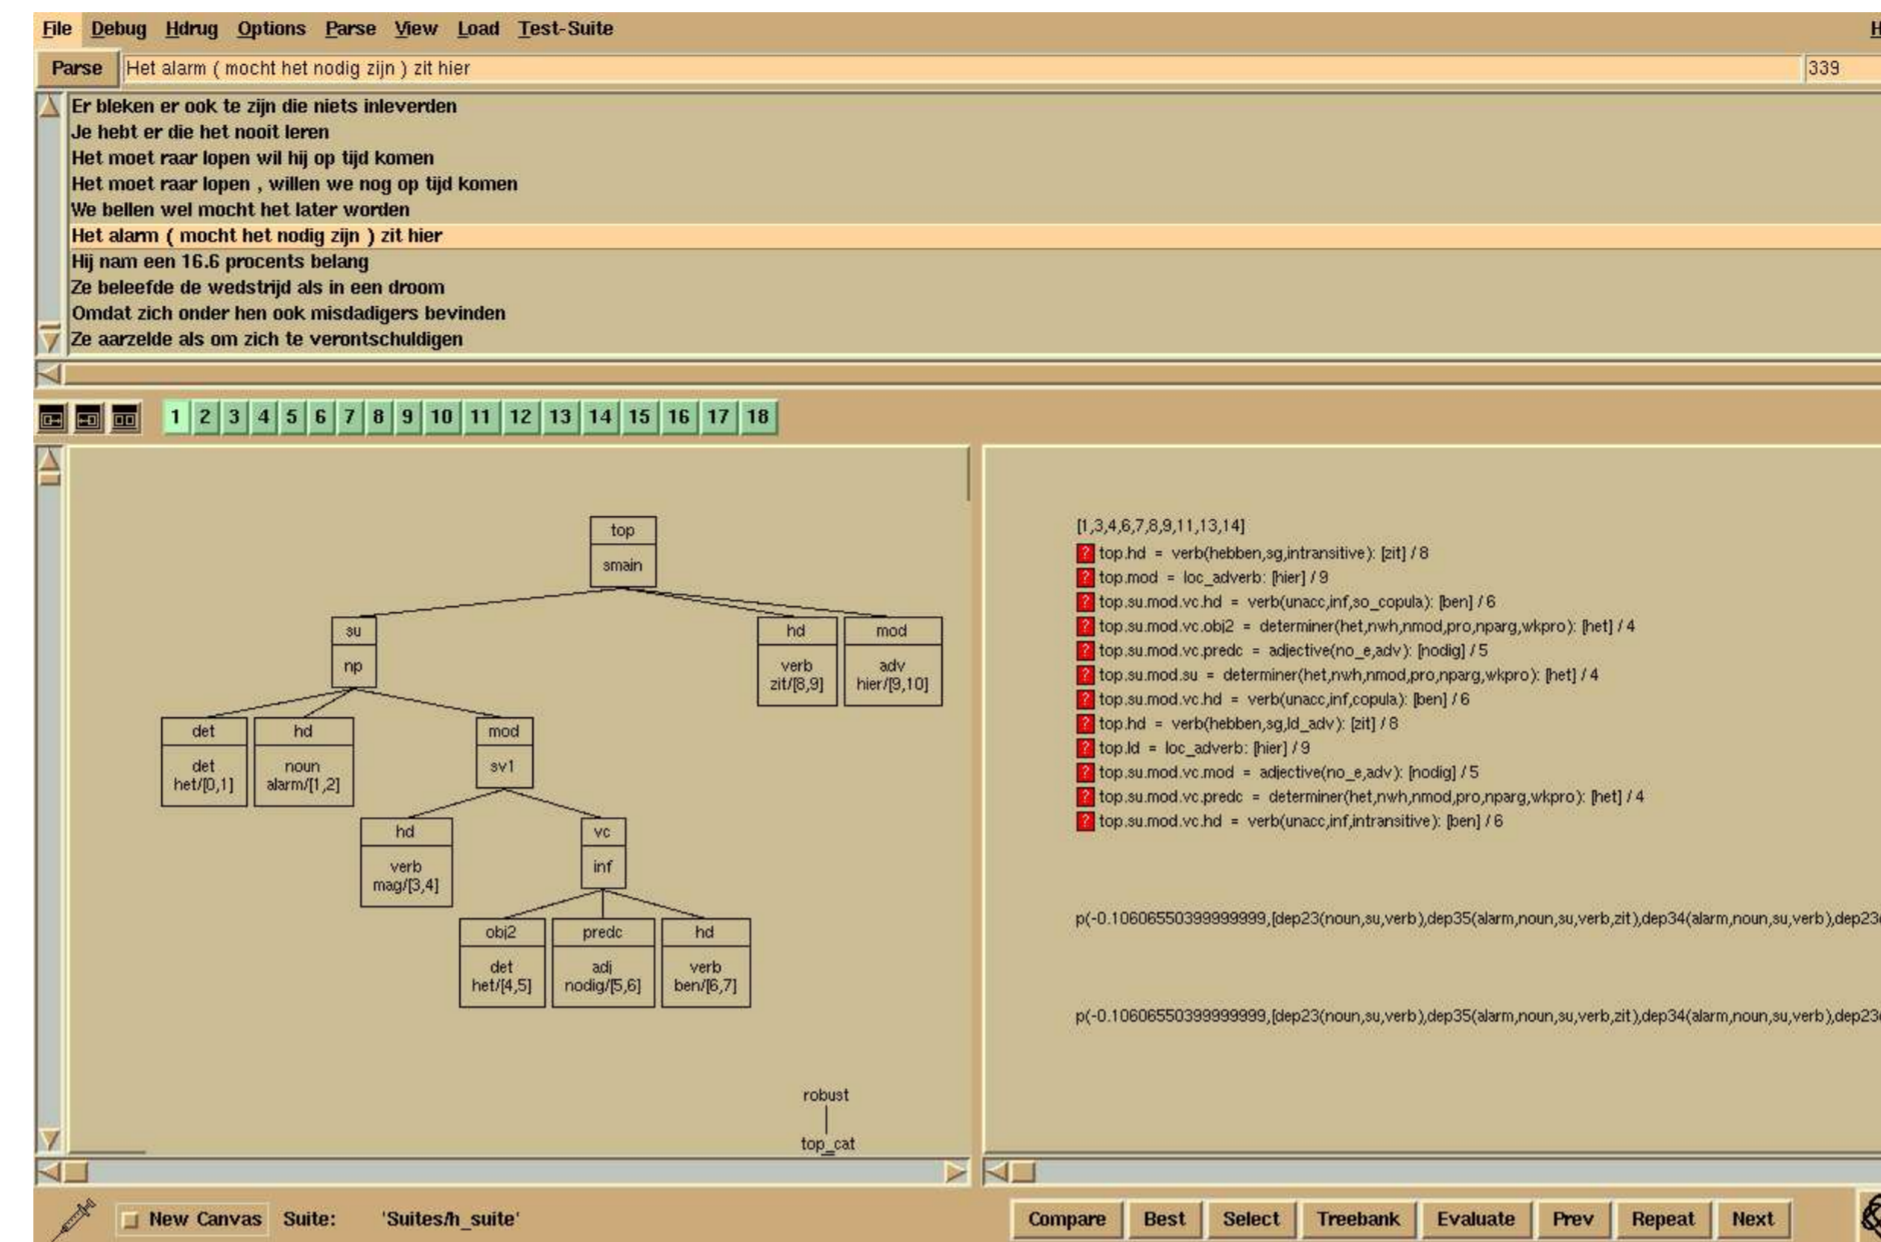 File Debug Hdrug Options Parse View Load Test-Suite
Parse Het alarm ( mocht het nodig zijn ) zit hier 339
Er bleken er ook te zijn die niets inleverden
Je hebt er die het nooit leren
Het moet raar lopen wil hij op tijd komen
Het moet raar lopen , willen we nog op tijd komen
We bellen wel mocht het later worden
Het alarm ( mocht het nodig zijn ) zit hier
Hij nam een 16.6 procents belang
Ze beleefde de wedstrijd als in een droom
Omdat zich onder hen ook misdadigers bevinden
Ze aarzelde als om zich te verontschuldigen
1 2 3 4 5 6 7 8 9 10 11 12 13 14 15 16 17 18
top
smain
su
np
hd
verb
zit/[8,9]
mod
adv
hier/[9,10]
det
det
het/[0,1]
hd
noun
alarm/[1,2]
mod
sv1
hd
verb
mag/[3,4]
vc
inf
obj2
det
het/[4,5]
predc
adj
nodig/[5,6]
hd
verb
ben/[6,7]
robust
top_cat
[1,3,4,6,7,8,9,11,13,14]
? top.hd = verb(hebben,sg,intransitive): [zit] / 8
? top.mod = loc_adverb: [hier] / 9
? top.su.mod.vc.hd = verb(unacc,inf,so_copula): [ben] / 6
? top.su.mod.vc.obj2 = determiner(het,nwh,nmod,pro,nparg,wkpro): [het] / 4
? top.su.mod.vc.predc = adjective(no_e,adv): [nodig] / 5
? top.su.mod.su = determiner(het,nwh,nmod,pro,nparg,wkpro): [het] / 4
? top.su.mod.vc.hd = verb(unacc,inf,copula): [ben] / 6
? top.hd = verb(hebben,sg,ld_adv): [zit] / 8
? top.ld = loc_adverb: [hier] / 9
? top.su.mod.vc.mod = adjective(no_e,adv): [nodig] / 5
? top.su.mod.vc.predc = determiner(het,nwh,nmod,pro,nparg,wkpro): [het] / 4
? top.su.mod.vc.hd = verb(unacc,inf,intransitive): [ben] / 6
p(-0.10606550399999999,[dep23(noun,su,verb),dep35(alarm,noun,su,verb,zit),dep34(alarm,noun,su,verb),dep23
p(-0.10606550399999999,[dep23(noun,su,verb),dep35(alarm,noun,su,verb,zit),dep34(alarm,noun,su,verb),dep23
New Canvas Suite: 'Suites/h_suite' Compare Best Select Treebank Evaluate Prev Repeat Next